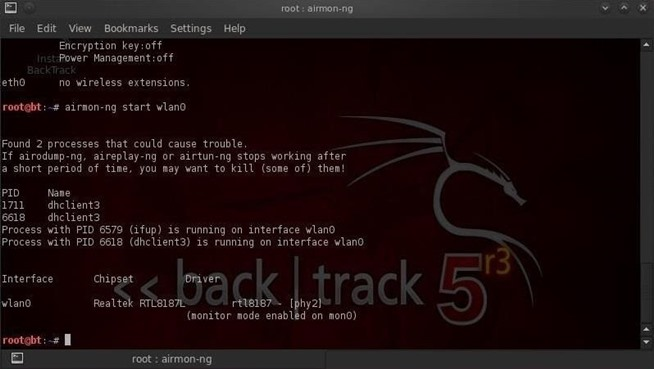 root : airmon-ng
File Edit View Bookmarks Settings Help
Encryption key:off
Power Management:off
Install
BackTrack
eth0 no wireless extensions.
root@bt:~# airmon-ng start wlan0
Found 2 processes that could cause trouble.
If airodump-ng, aireplay-ng or airtun-ng stops working after
a short period of time, you may want to kill (some of) them!
PID Name
1711 dhclient3
6618 dhclient3
Process with PID 6579 (ifup) is running on interface wlan0
Process with PID 6618 (dhclient3) is running on interface wlan0
Interface Chipset Driver
<< back | track 5 r3
wlan0 Realtek RTL8187L rtl8187 - [phy2]
(monitor mode enabled on mon0)
root@bt:~#
root : airmon-ng